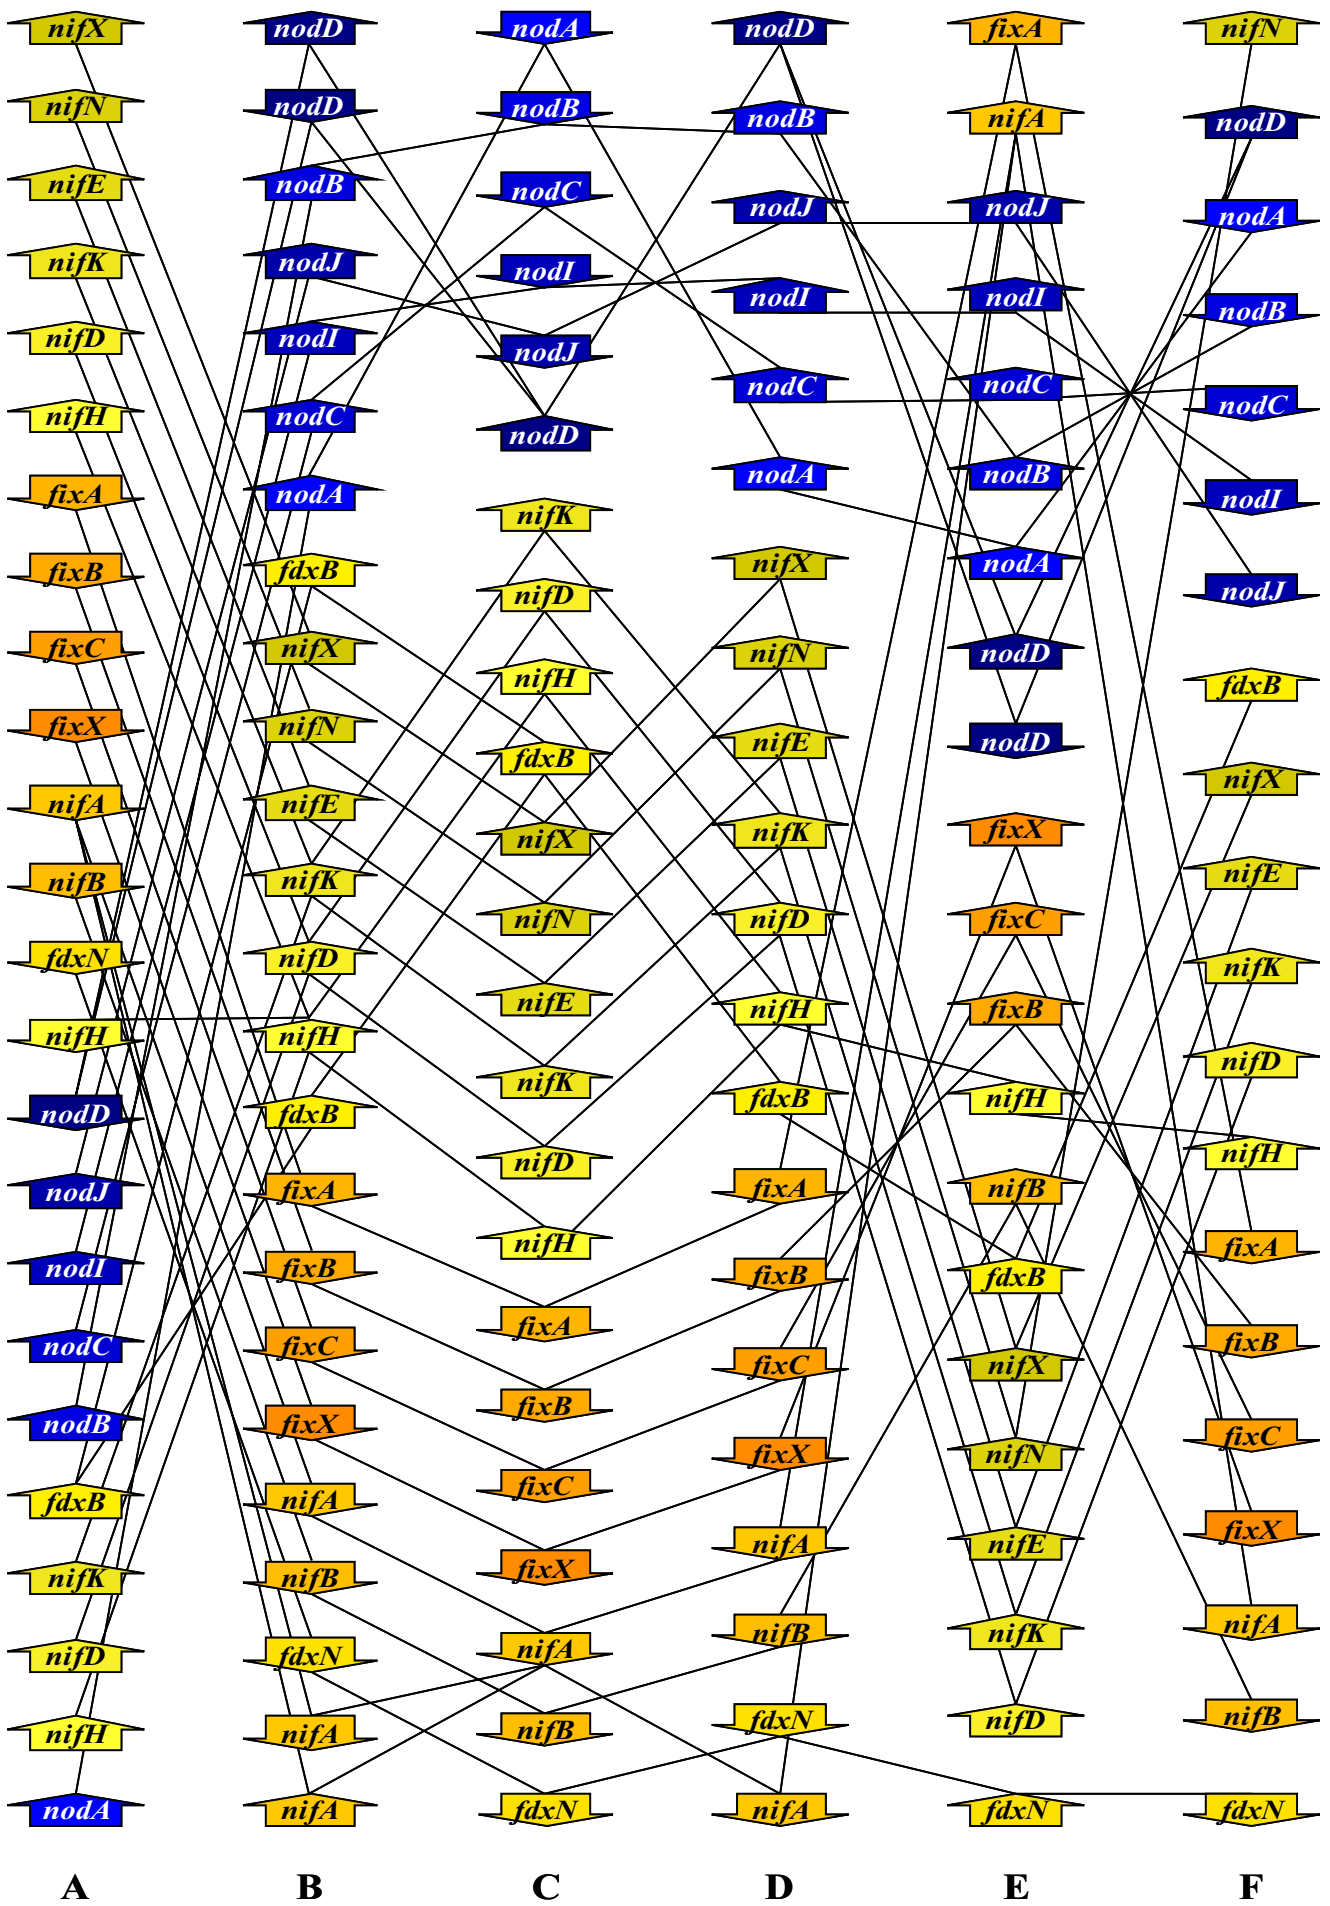 nifX
nifN
nifE
nifK
nifD
nifH
fixA
fixB
fixC
fixX
nifA
nifB
fdxN
nifH
nodD
nodJ
nodI
nodC
nodB
fdxB
nifK
nifD
nifH
nodA
A
nodD
nodD
nodB
nodJ
nodI
nodC
nodA
fdxB
nifX
nifN
nifE
nifK
nifD
nifH
fdxB
fixA
fixB
fixC
fixX
nifA
nifB
fdxN
nifA
nifA
B
nodA
nodB
nodC
nodI
nodJ
nodD
nifK
nifD
nifH
fdxB
nifX
nifN
nifE
nifK
nifD
nifH
fixA
fixB
fixC
fixX
nifA
nifB
fdxN
C
nodD
nodB
nodJ
nodI
nodC
nodA
nifX
nifN
nifE
nifK
nifD
nifH
fdxB
fixA
fixB
fixC
fixX
nifA
nifB
fdxN
nifA
D
fixA
nifA
nodJ
nodI
nodC
nodB
nodA
nodD
nodD
fixX
fixC
fixB
nifH
nifB
fdxB
nifX
nifN
nifE
nifK
nifD
fdxN
E
nifN
nodD
nodA
nodB
nodC
nodI
nodJ
fdxB
nifX
nifE
nifK
nifD
nifH
fixA
fixB
fixC
fixX
nifA
nifB
fdxN
F